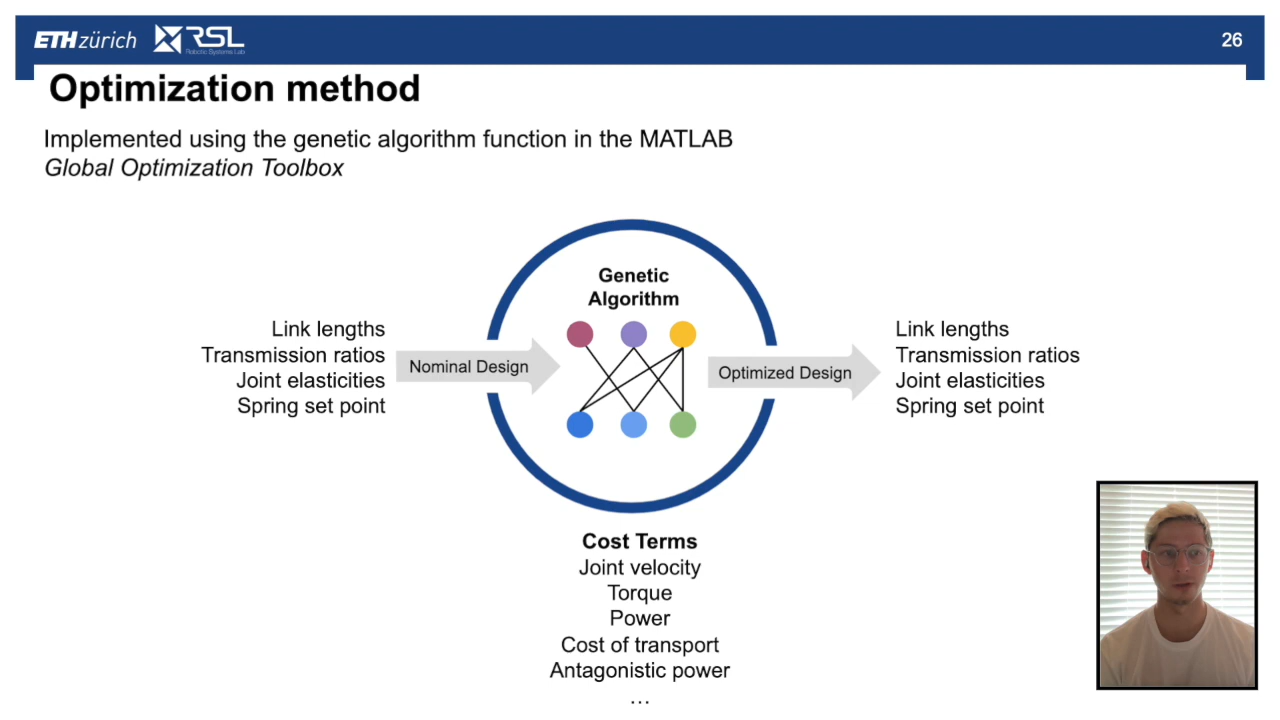 ETH zürich
RSL
Robotic Systems Lab
26
Optimization method
Implemented using the genetic algorithm function in the MATLAB
Global Optimization Toolbox
Genetic
Algorithm
Link lengths
Transmission ratios
Joint elasticities
Spring set point
Nominal Design
Optimized Design
Link lengths
Transmission ratios
Joint elasticities
Spring set point
Cost Terms
Joint velocity
Torque
Power
Cost of transport
Antagonistic power
...